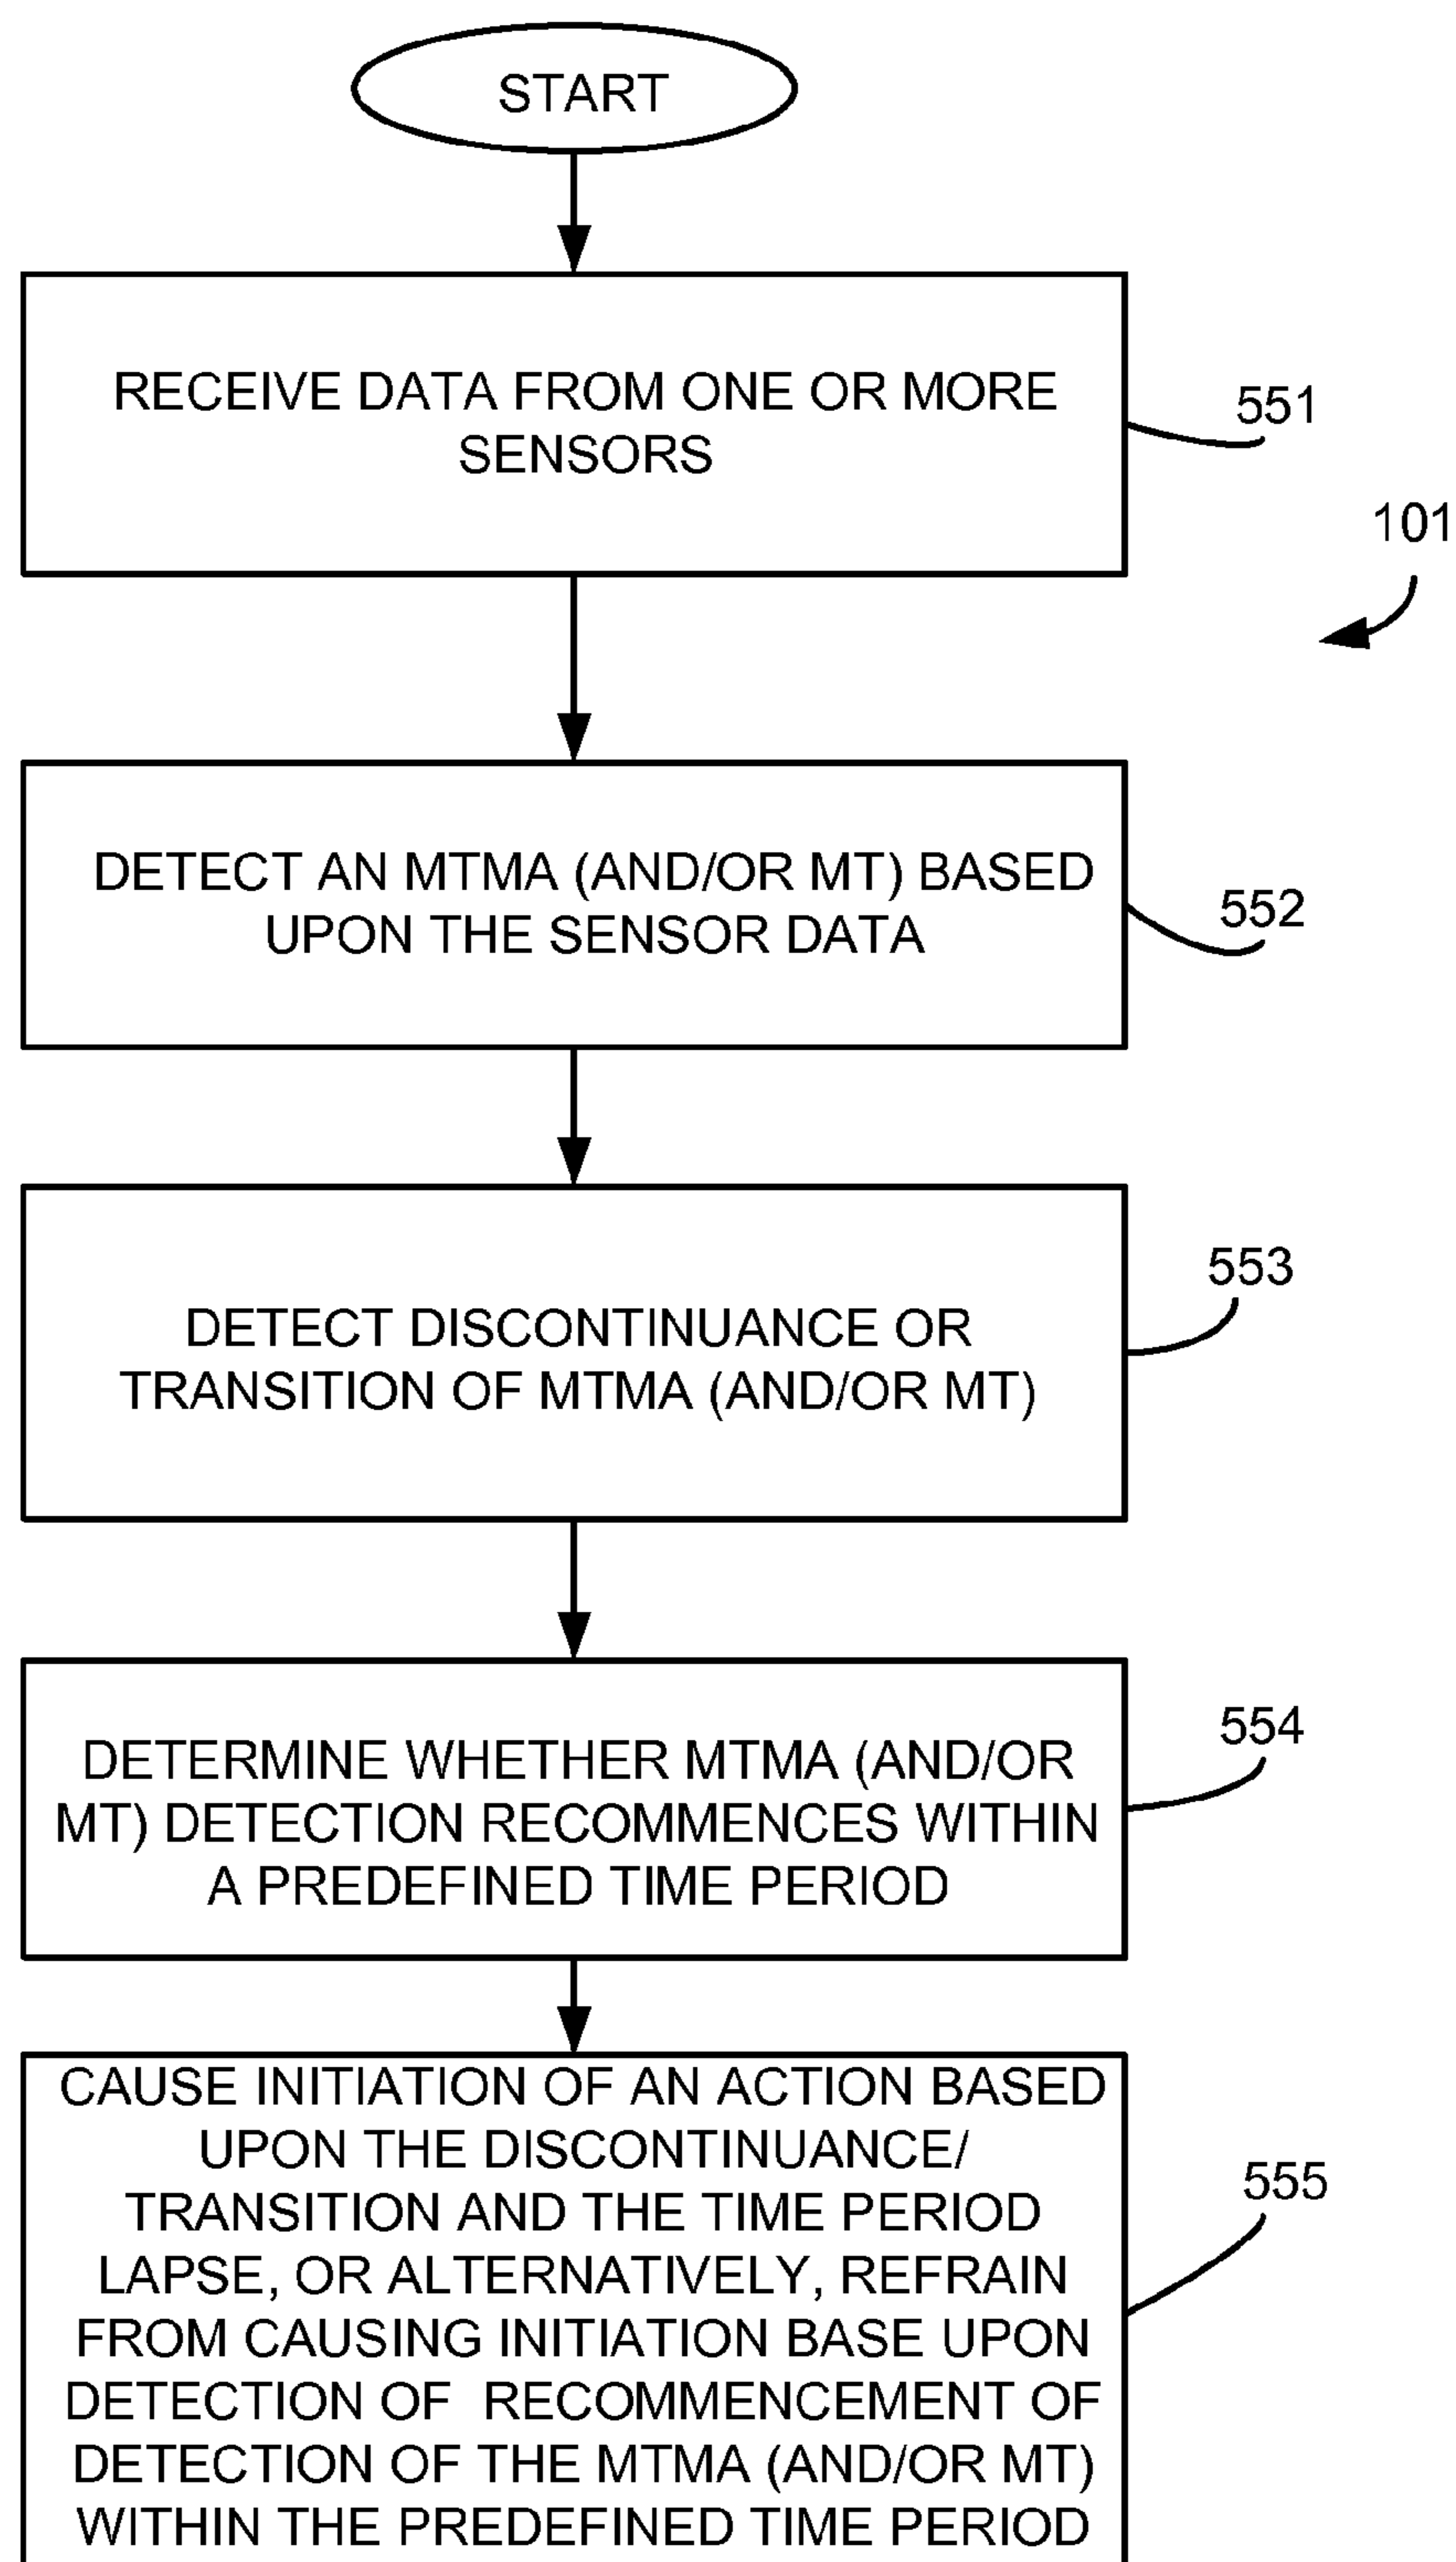 START
RECEIVE DATA FROM ONE OR MORE
SENSORS
551
101
DETECT AN MTMA (AND/OR MT) BASED
UPON THE SENSOR DATA
552
DETECT DISCONTINUANCE OR
TRANSITION OF MTMA (AND/OR MT)
553
DETERMINE WHETHER MTMA (AND/OR
MT) DETECTION RECOMMENCES WITHIN
A PREDEFINED TIME PERIOD
554
CAUSE INITIATION OF AN ACTION BASED
UPON THE DISCONTINUANCE/
TRANSITION AND THE TIME PERIOD
LAPSE, OR ALTERNATIVELY, REFRAIN
FROM CAUSING INITIATION BASE UPON
DETECTION OF RECOMMENCEMENT OF
DETECTION OF THE MTMA (AND/OR MT)
WITHIN THE PREDEFINED TIME PERIOD
555